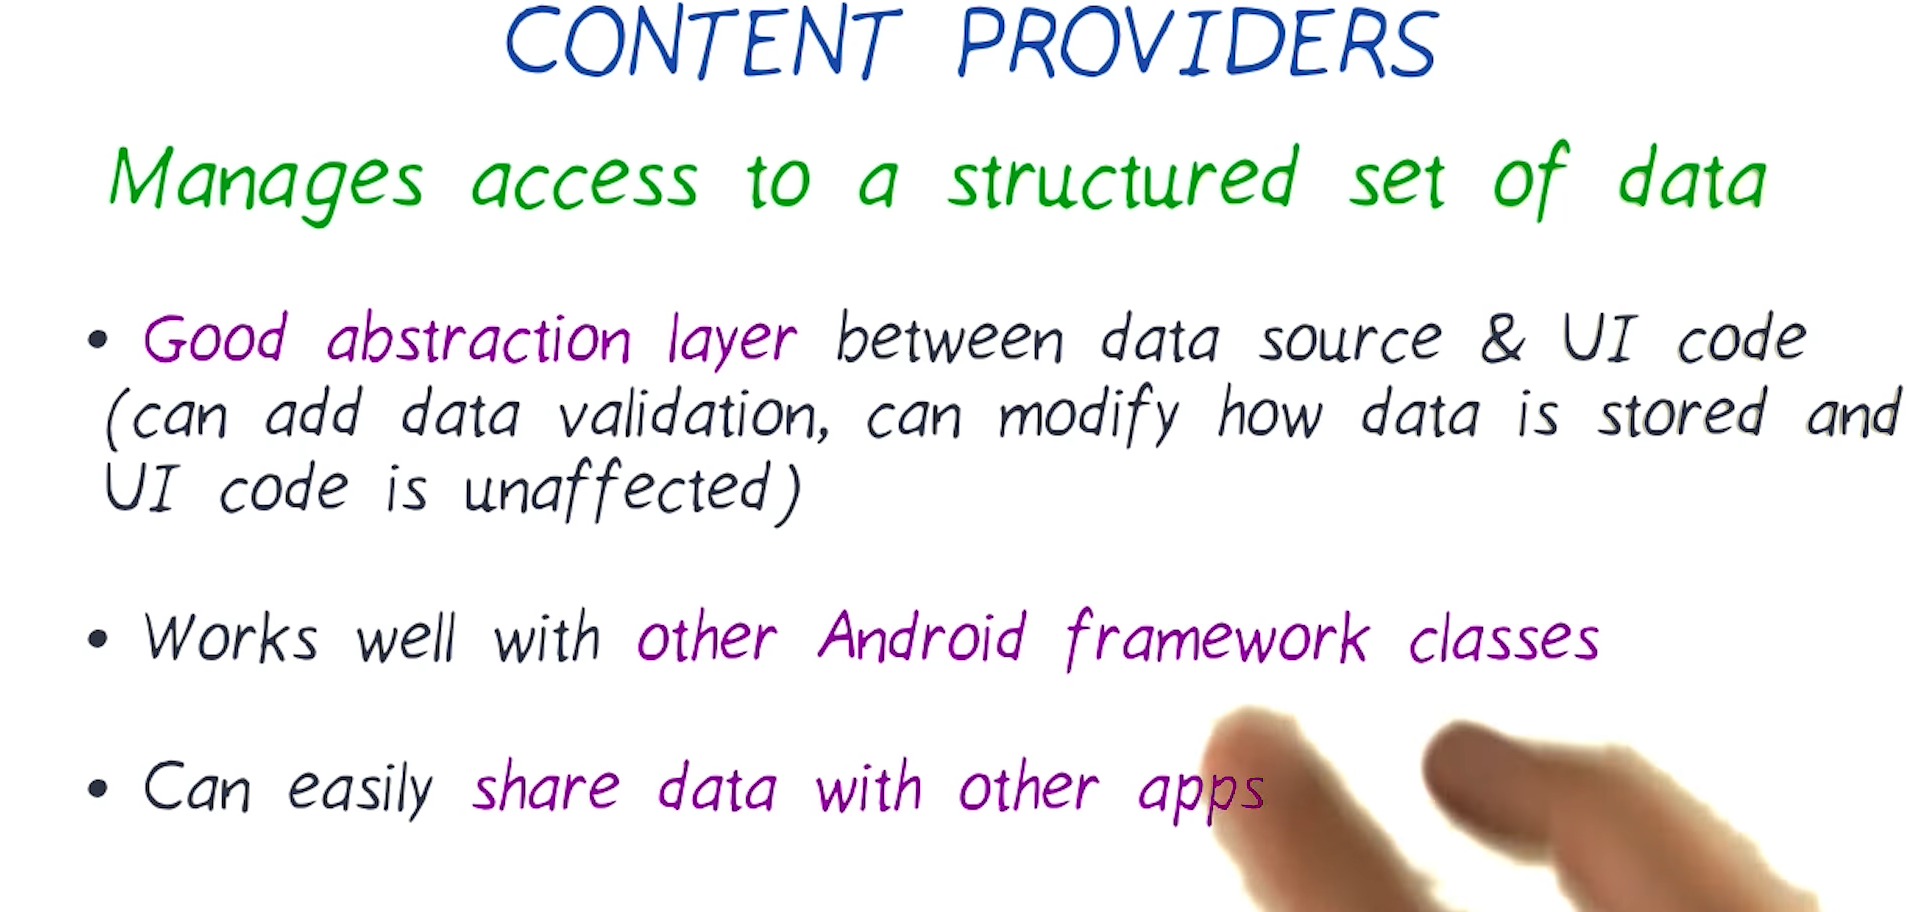 CONTENT PROVIDERS
Manages access to a structured set of data
• Good abstraction layer between data source & UI code
(can add data validation, can modify how data is stored and
UI code is unaffected)
• Works well with other Android framework classes
• Can easily share data with other apps